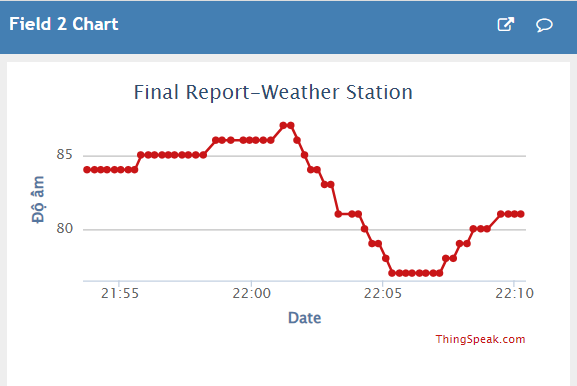 Field 2 Chart
Final Report-Weather Station
85
80
Độ âm
21:55 22:00 22:05 22:10
Date
ThingSpeak.com